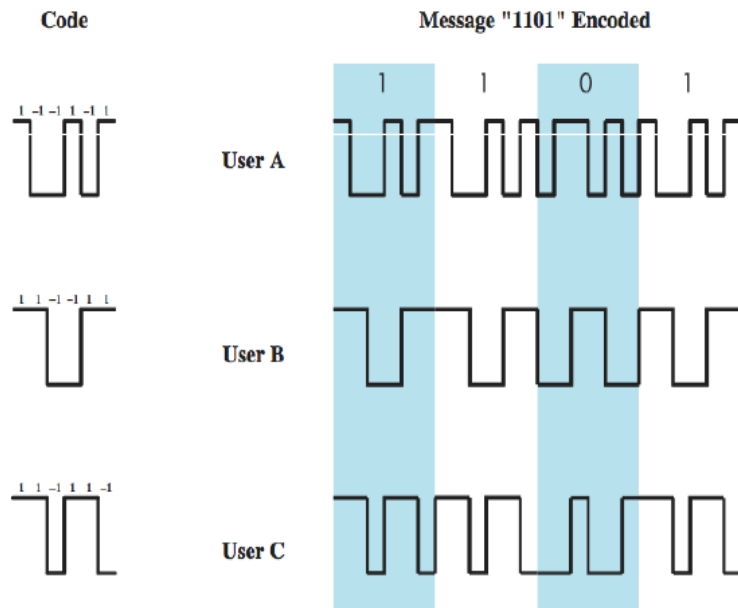 Code Message "1101" Encoded
1 1 0 1
1 -1 -1 1 -1 1
User A
1 1 -1 -1 1 1
User B
1 1 -1 1 1 -1
User C